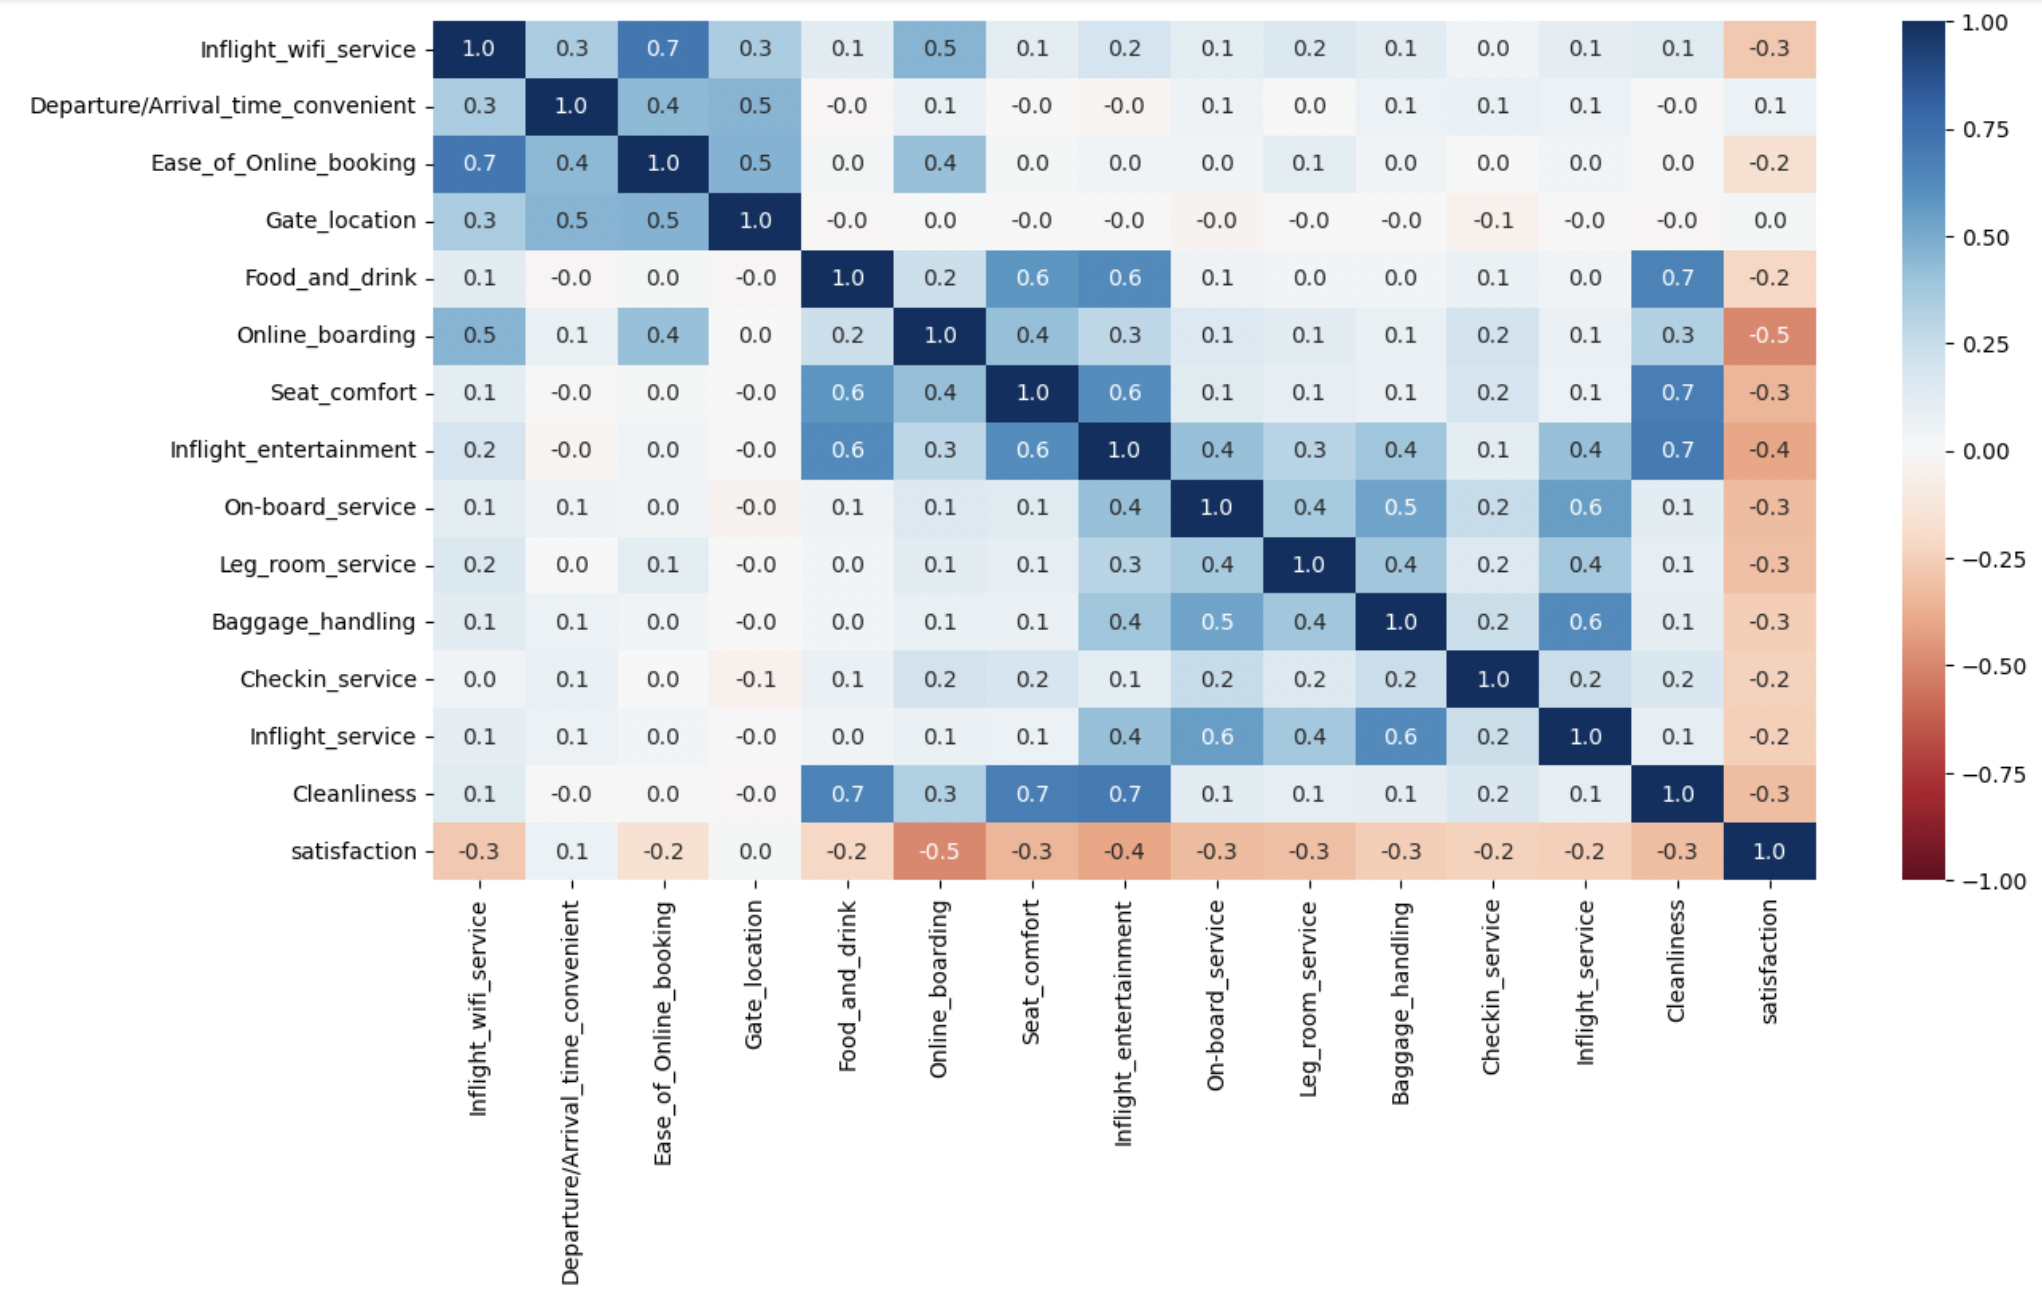 Inflight_wifi_service 1.0 0.3 0.7 0.3 0.1 0.5 0.1 0.2 0.1 0.2 0.1 0.0 0.1 0.1 -0.3
Departure/Arrival_time_convenient 0.3 1.0 0.4 0.5 -0.0 0.1 -0.0 -0.0 0.1 0.0 0.1 0.1 0.1 -0.0 0.1
Ease_of_Online_booking 0.7 0.4 1.0 0.5 0.0 0.4 0.0 0.0 0.0 0.1 0.0 0.0 0.0 0.0 -0.2
Gate_location 0.3 0.5 0.5 1.0 -0.0 0.0 -0.0 -0.0 -0.0 -0.0 -0.0 -0.1 -0.0 -0.0 0.0
Food_and_drink 0.1 -0.0 0.0 -0.0 1.0 0.2 0.6 0.6 0.1 0.0 0.0 0.1 0.0 0.7 -0.2
Online_boarding 0.5 0.1 0.4 0.0 0.2 1.0 0.4 0.3 0.1 0.1 0.1 0.2 0.1 0.3 -0.5
Seat_comfort 0.1 -0.0 0.0 -0.0 0.6 0.4 1.0 0.6 0.1 0.1 0.1 0.2 0.1 0.7 -0.3
Inflight_entertainment 0.2 -0.0 0.0 -0.0 0.6 0.3 0.6 1.0 0.4 0.3 0.4 0.1 0.4 0.7 -0.4
On-board_service 0.1 0.1 0.0 -0.0 0.1 0.1 0.1 0.4 1.0 0.4 0.5 0.2 0.6 0.1 -0.3
Leg_room_service 0.2 0.0 0.1 -0.0 0.0 0.1 0.1 0.3 0.4 1.0 0.4 0.2 0.4 0.1 -0.3
Baggage_handling 0.1 0.1 0.0 -0.0 0.0 0.1 0.1 0.4 0.5 0.4 1.0 0.2 0.6 0.1 -0.3
Checkin_service 0.0 0.1 0.0 -0.1 0.1 0.2 0.2 0.1 0.2 0.2 0.2 1.0 0.2 0.2 -0.2
Inflight_service 0.1 0.1 0.0 -0.0 0.0 0.1 0.1 0.4 0.6 0.4 0.6 0.2 1.0 0.1 -0.2
Cleanliness 0.1 -0.0 0.0 -0.0 0.7 0.3 0.7 0.7 0.1 0.1 0.1 0.2 0.1 1.0 -0.3
satisfaction -0.3 0.1 -0.2 0.0 -0.2 -0.5 -0.3 -0.4 -0.3 -0.3 -0.3 -0.2 -0.2 -0.3 1.0
Inflight_wifi_service
Departure/Arrival_time_convenient
Ease_of_Online_booking
Gate_location
Food_and_drink
Online_boarding
Seat_comfort
Inflight_entertainment
On-board_service
Leg_room_service
Baggage_handling
Checkin_service
Inflight_service
Cleanliness
satisfaction
1.00
0.75
0.50
0.25
0.00
−0.25
−0.50
−0.75
−1.00